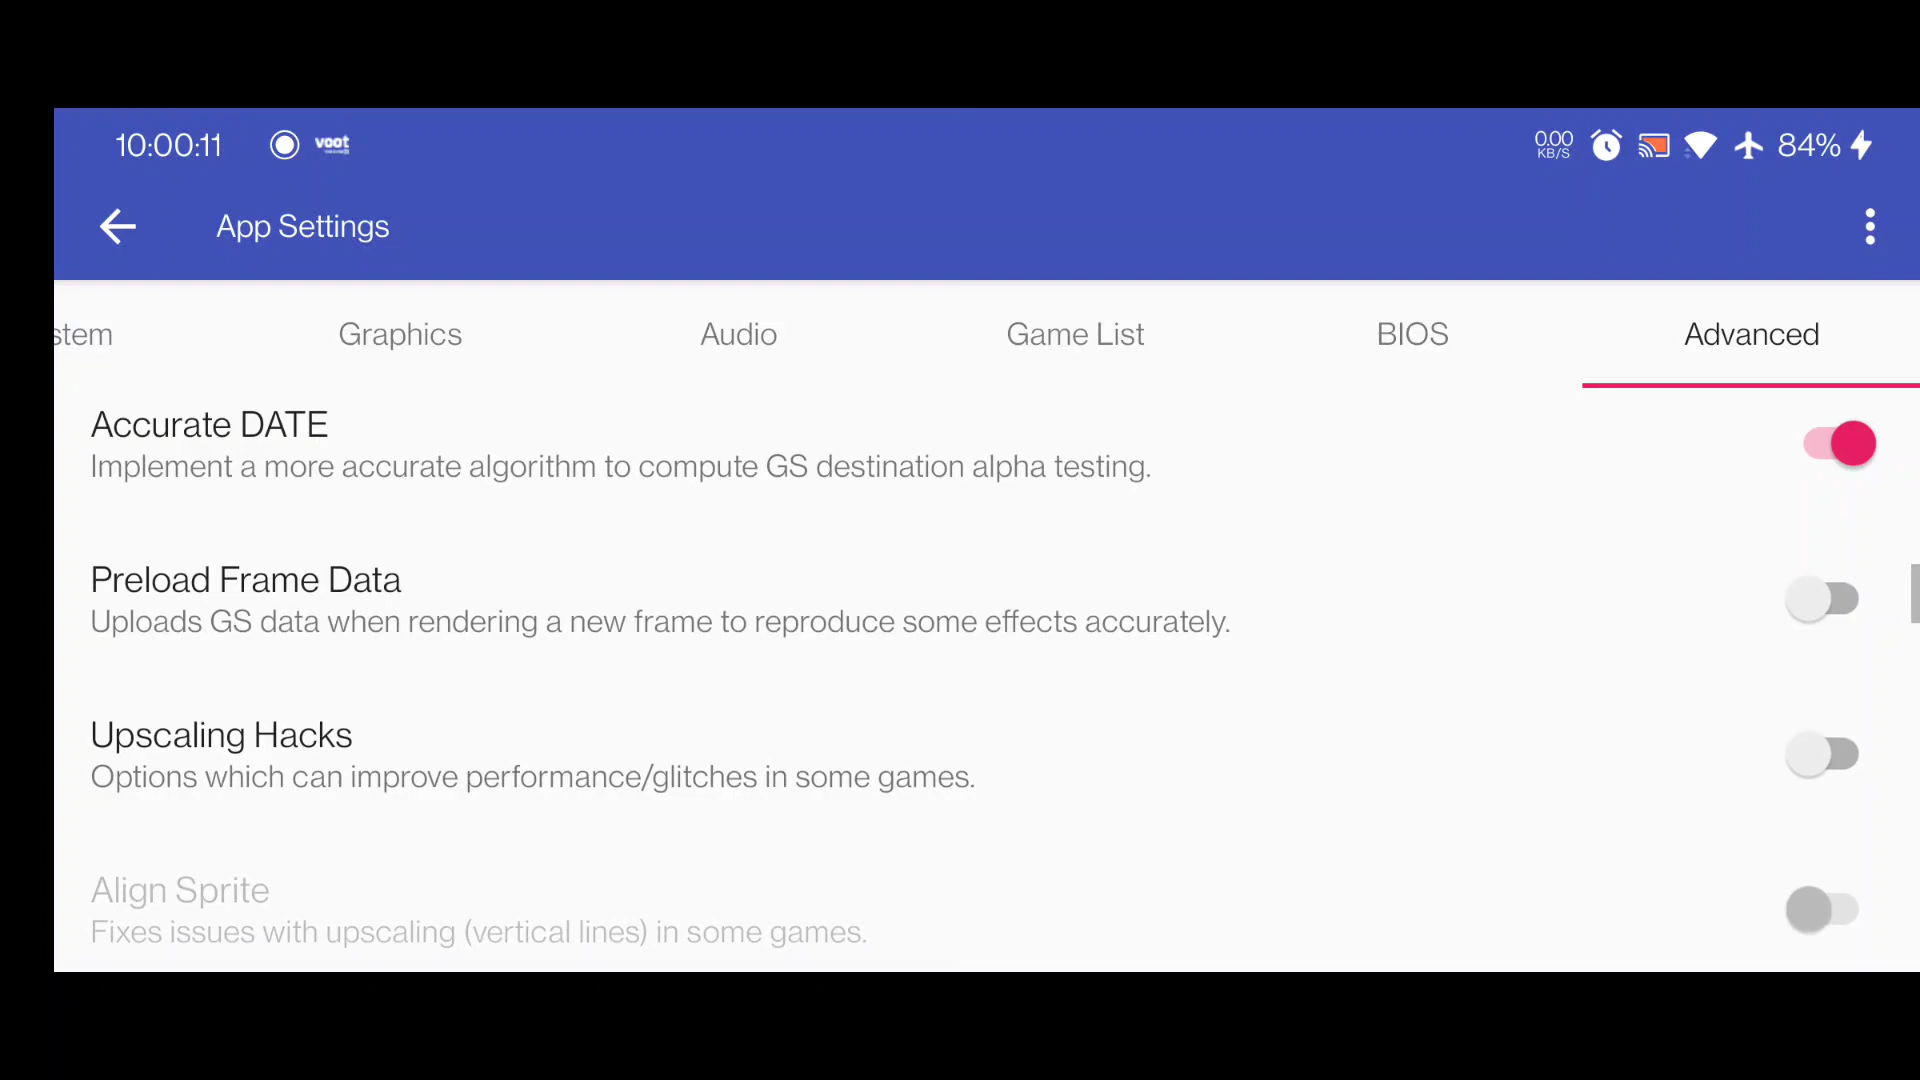 10:00:11 voot 0.00 KB/S 84%
App Settings
stem Graphics Audio Game List BIOS Advanced
Accurate DATE
Implement a more accurate algorithm to compute GS destination alpha testing.
Preload Frame Data
Uploads GS data when rendering a new frame to reproduce some effects accurately.
Upscaling Hacks
Options which can improve performance/glitches in some games.
Align Sprite
Fixes issues with upscaling (vertical lines) in some games.